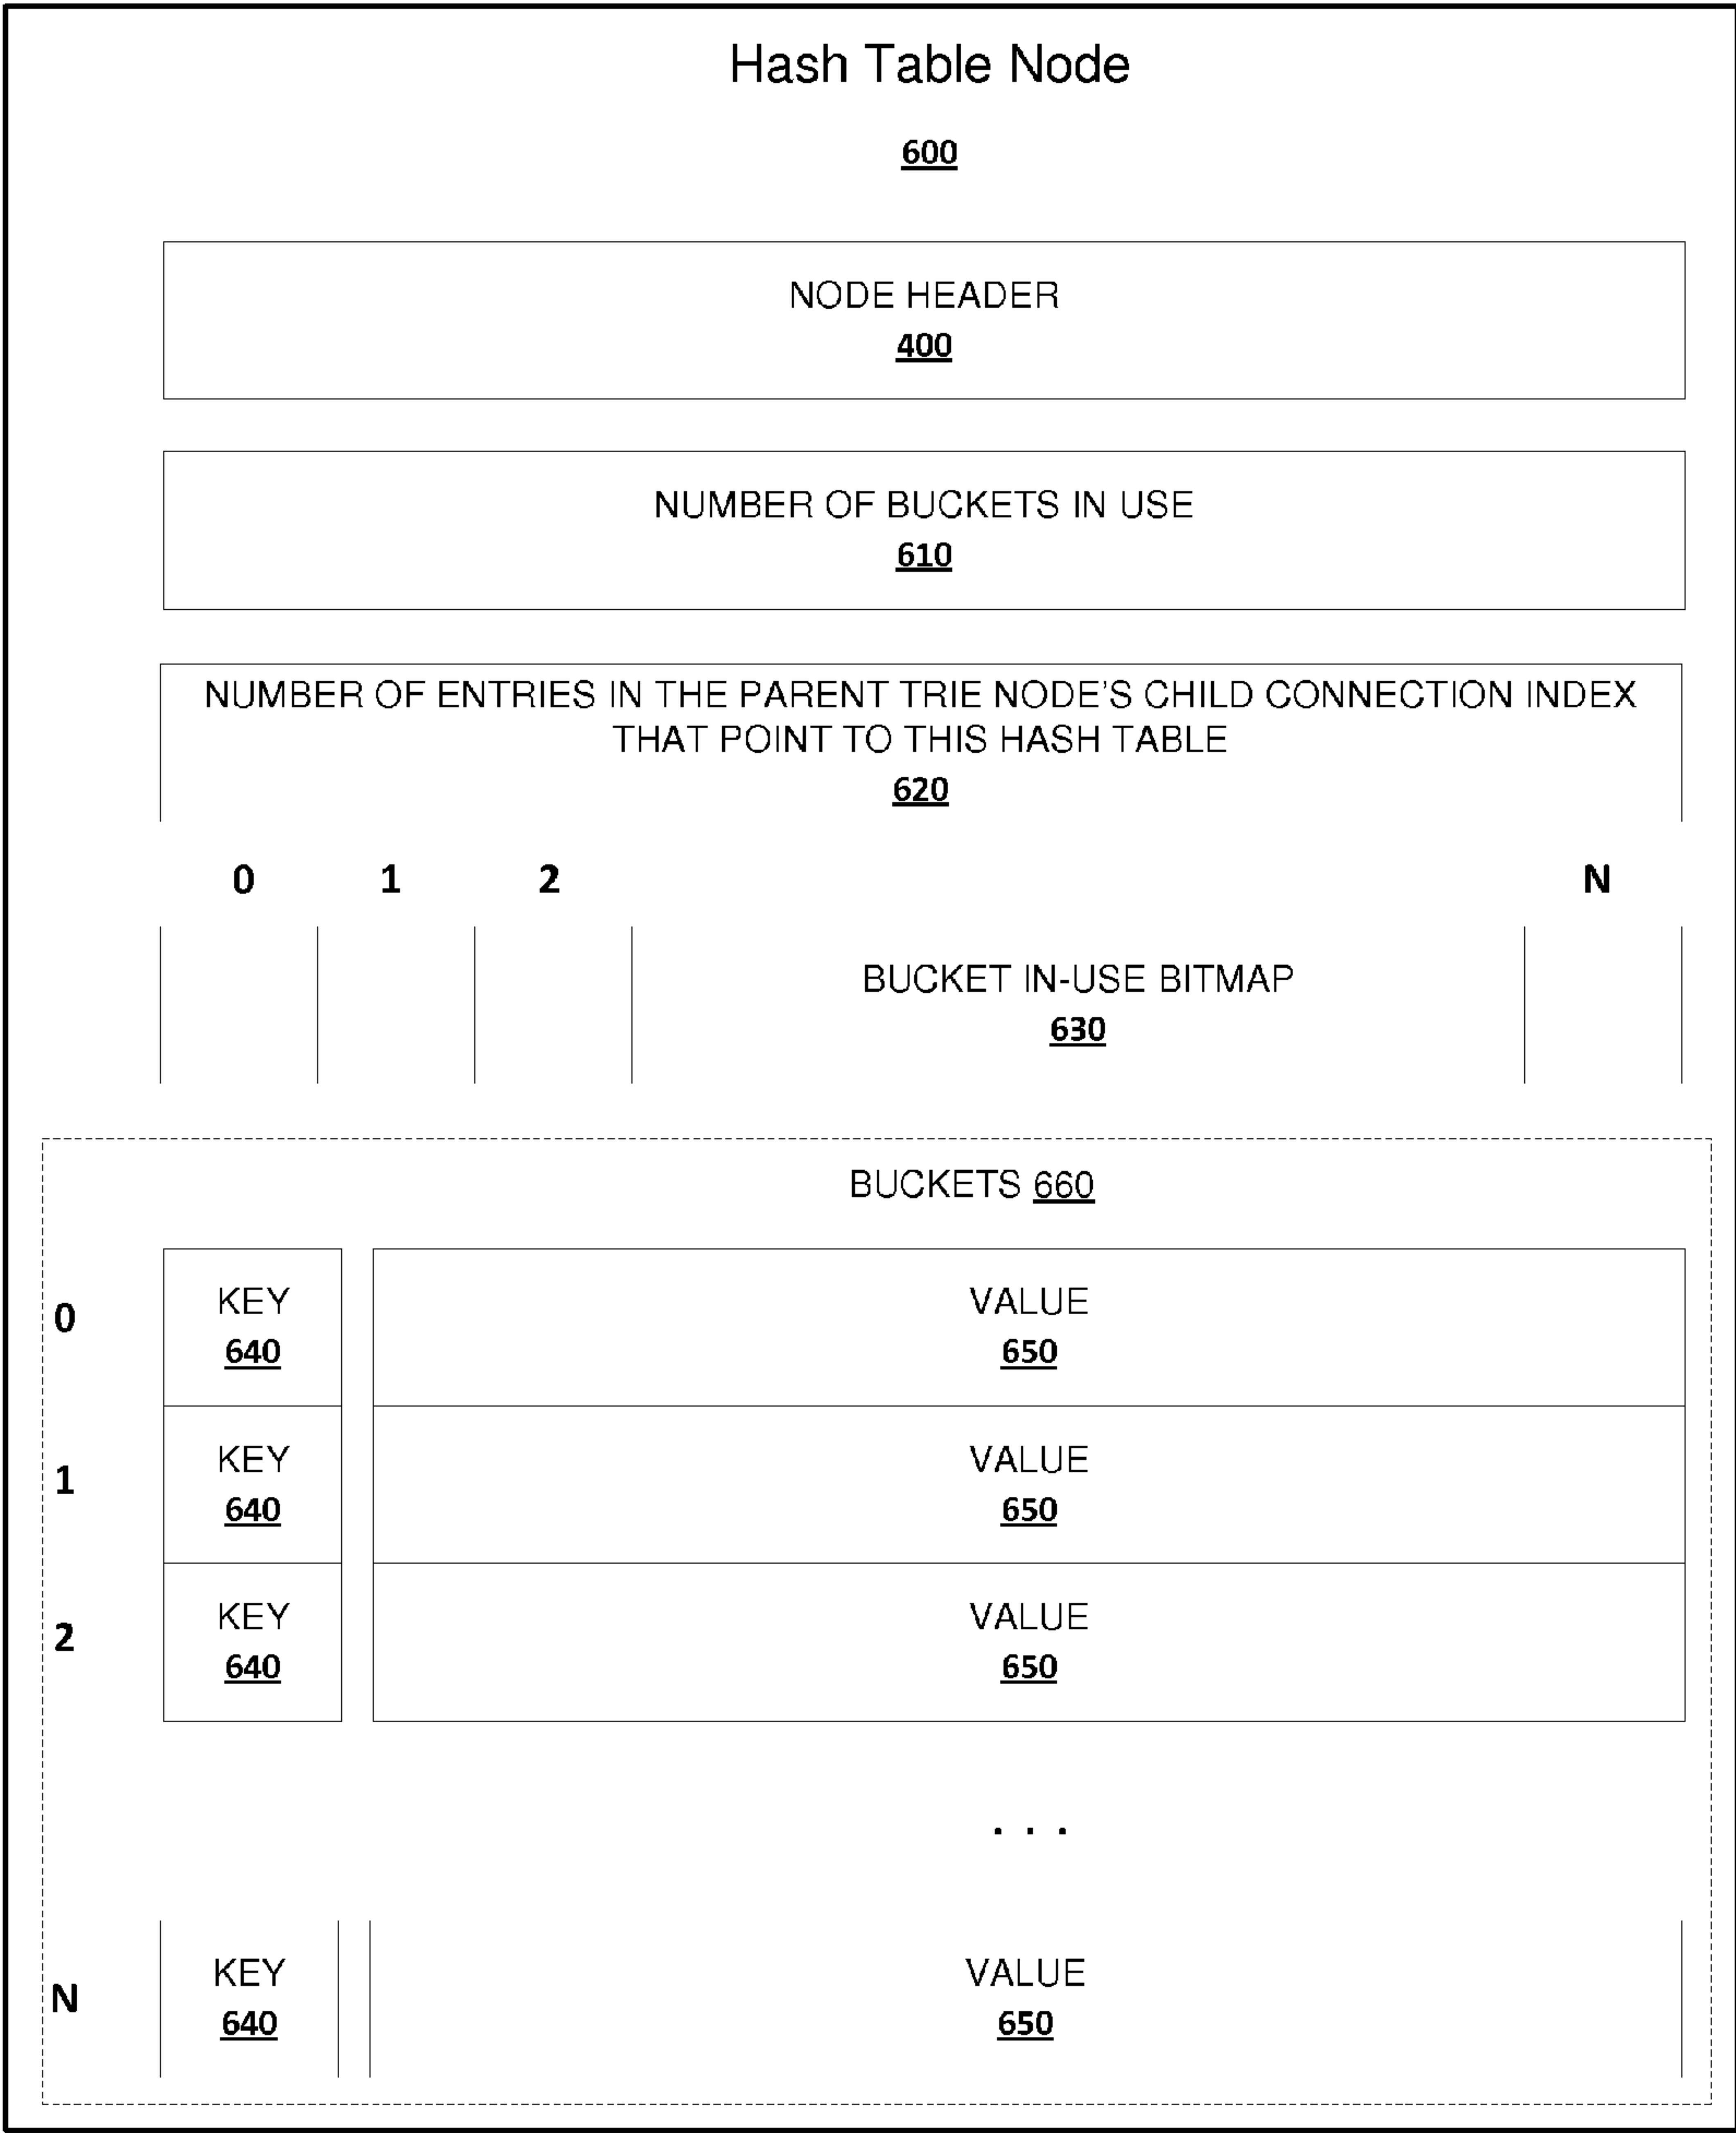 Hash Table Node
600
NODE HEADER
400
NUMBER OF BUCKETS IN USE
610
NUMBER OF ENTRIES IN THE PARENT TRIE NODE'S CHILD CONNECTION INDEX
THAT POINT TO THIS HASH TABLE
620
0 1 2 N
BUCKET IN-USE BITMAP
630
BUCKETS 660
0 KEY VALUE
640 650
1 KEY VALUE
640 650
2 KEY VALUE
640 650
. . .
N KEY VALUE
640 650